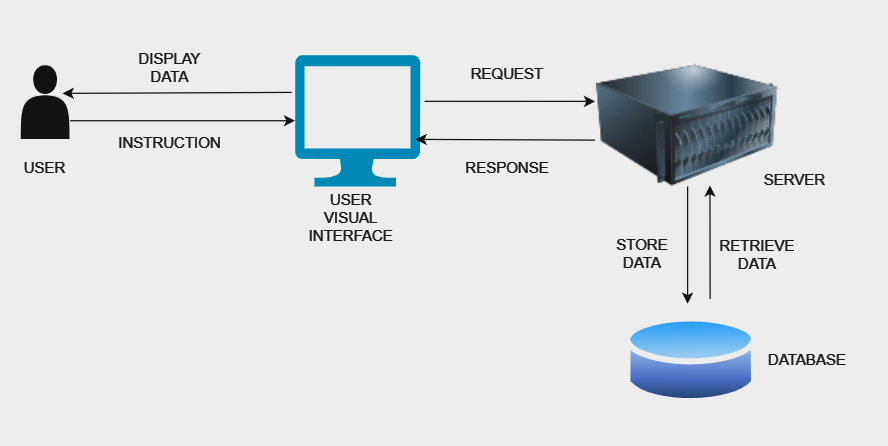 DISPLAY
DATA
REQUEST
INSTRUCTION
USER
RESPONSE
SERVER
USER
VISUAL
INTERFACE
STORE
DATA
RETRIEVE
DATA
DATABASE